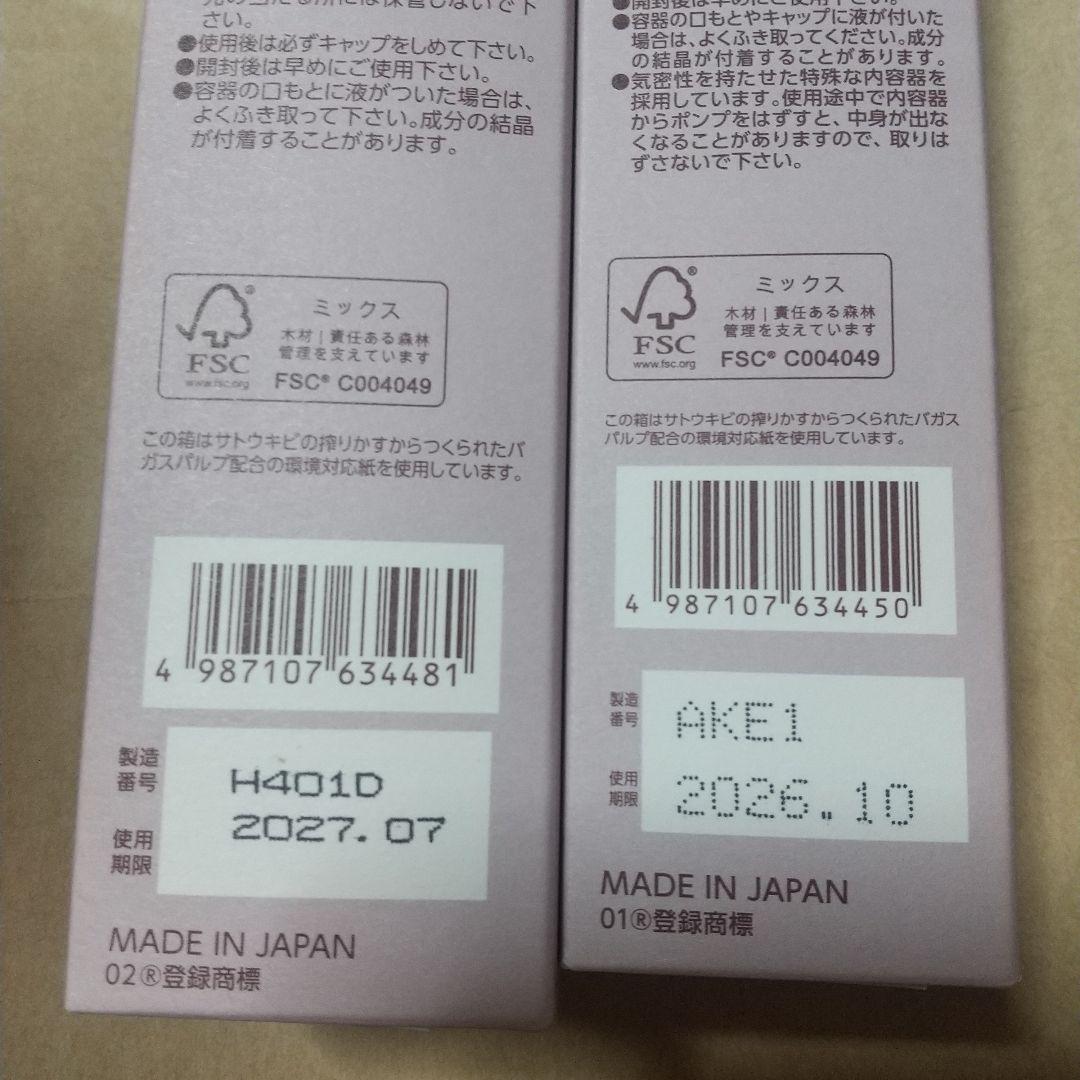 さい。
●使用後は必ずキャップをしめて下さい。
●開封後は早めにご使用下さい。
●容器の口もとに液がついた場合は、
よくふき取って下さい。成分の結晶
が付着することがあります。
ミックス
木材|責任ある森林
管理を支えています
FSC
www.fsc.org
FSC® C004049
この箱はサトウキビの搾りかすからつくられたバ
ガスパルプ配合の環境対応紙を使用しています。
4 987107 634481
製造
番号
H401D
使用
期限
2027.07
MADE IN JAPAN
02®登録商標
●容器の口もとやキャップに液が付いた
場合は、よくふき取ってください。成分
の結晶が付着することがあります。
●気密性を持たせた特殊な内容器を
採用しています。使用途中で内容器
からポンプをはずすと、中身が出な
くなることがありますので、取りは
ずさないで下さい。
ミックス
木材|責任ある森林
管理を支えています
FSC
www.fsc.org
FSC® C004049
この箱はサトウキビの搾りかすからつくられたバガス
パルプ配合の環境対応紙を使用しています。
4 987107 634450
製造
番号
AKE1
使用
期限
2026.10
MADE IN JAPAN
01®登録商標